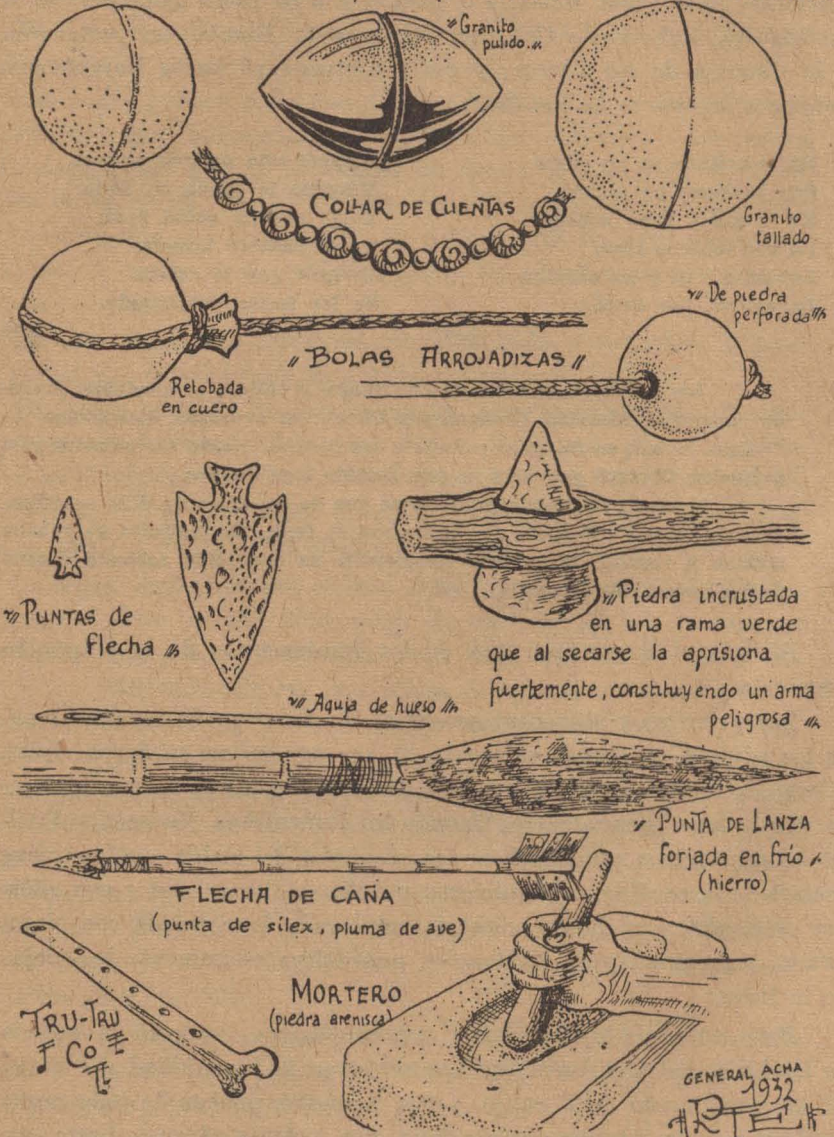 Granito
pulido.
COLLAR DE CUENTAS
Granito
tallado
De piedra
perforada
BOLAS ARROJADIZAS
Retobada
en cuero
PUNTAS de
flecha
Piedra incrustada
en una rama verde
que al secarse la aprisiona
fuertemente, constituyendo un arma
peligrosa
Aguja de hueso
PUNTA DE LANZA
forjada en frío
(hierro)
FLECHA DE CAÑA
(punta de sílex, pluma de ave)
MORTERO
(piedra arenisca)
TRU-TRU
CÓ
GENERAL ACHA
1932